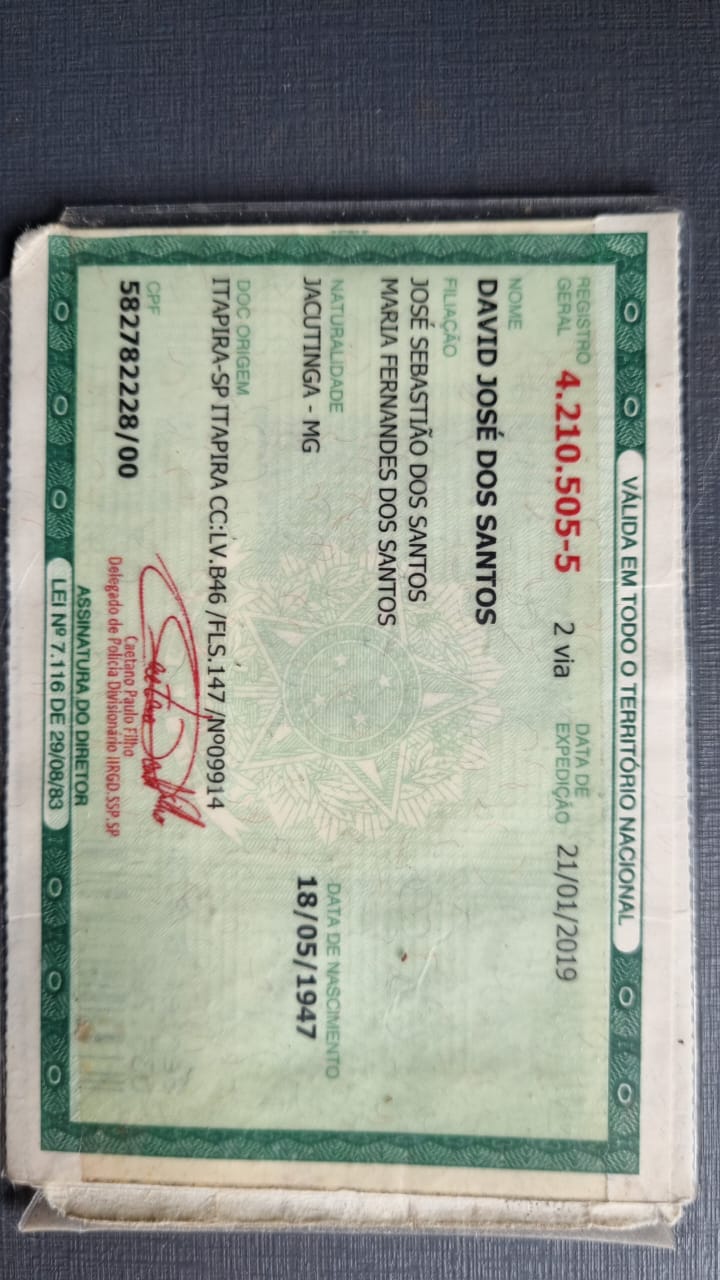 VÁLIDA EM TODO O TERRITÓRIO NACIONAL
REGISTRO GERAL 4.210.505-5 2 via DATA DE EXPEDIÇÃO 21/01/2019
NOME
DAVID JOSÉ DOS SANTOS
FILIAÇÃO
JOSÉ SEBASTIÃO DOS SANTOS
MARIA FERNANDES DOS SANTOS
NATURALIDADE DATA DE NASCIMENTO
JACUTINGA - MG 18/05/1947
DOC ORIGEM
ITAPIRA-SP ITAPIRA CC:LV.B46 /FLS.147 /Nº09914
CPF
582782228/00
Caetano Paulo Filho
Delegado de Polícia Divisionário IIRGD.SSP.SP
ASSINATURA DO DIRETOR
LEI Nº 7.116 DE 29/08/83